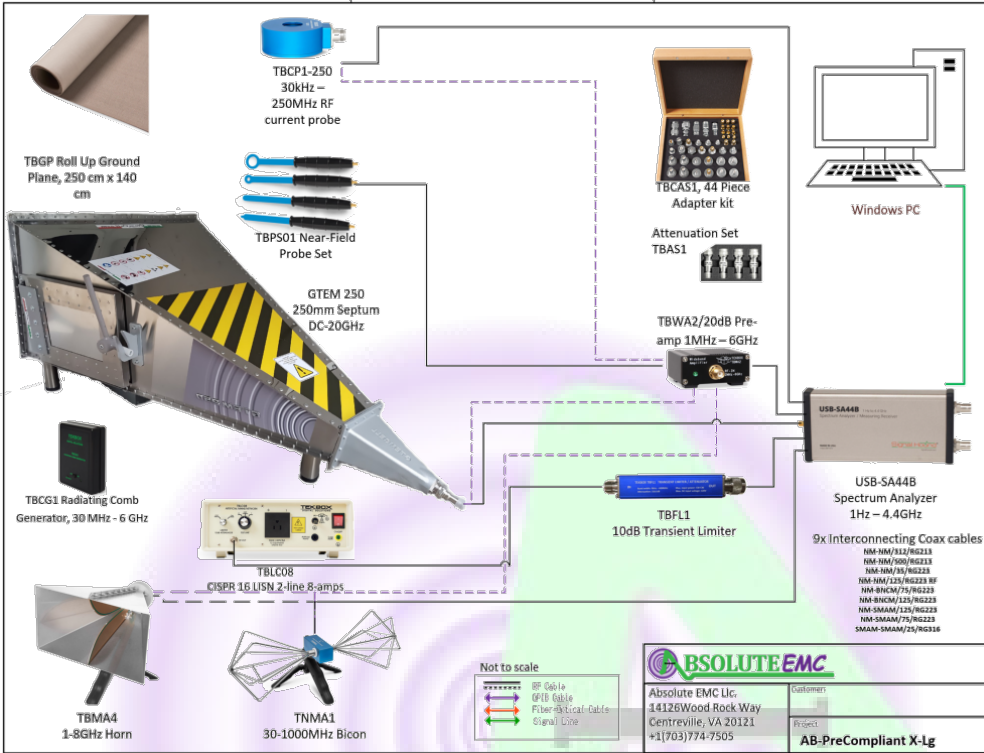 TBCP1-250
30kHz –
250MHz RF
current probe
TBGP Roll Up Ground
Plane, 250 cm x 140
cm
TBPS01 Near-Field
Probe Set
TBCAS1, 44 Piece
Adapter kit
Windows PC
Attenuation Set
TBAS1
GTEM 250
250mm Septum
DC-20GHz
TBWA2/20dB Pre-
amp 1MHz – 6GHz
USB-SA44B
Spectrum Analyzer / Measuring Receiver
USB-SA44B
Spectrum Analyzer
1Hz – 4.4GHz
TBCG1 Radiating Comb
Generator, 30 MHz - 6 GHz
TEKBOX
TBLC08
CISPR 16 LISN 2-line 8-amps
TBFL1
10dB Transient Limiter
9x Interconnecting Coax cables
NM-NM/312/RG213
NM-NM/500/RG213
NM-NM/35/RG223
NM-NM/125/RG223 RF
NM-BNCM/75/RG223
NM-BNCM/125/RG223
NM-SMAM/125/RG223
NM-SMAM/75/RG223
SMAM-SMAM/25/RG316
TBMA4
1-8GHz Horn
TNMA1
30-1000MHz Bicon
Not to scale
RF Cable
GPIB Cable
Fiber-Optical Cable
Signal Line
ABSOLUTE EMC
Absolute EMC Llc.
14126Wood Rock Way
Centreville, VA 20121
+1(703)774-7505
Customer:
Project
AB-PreCompliant X-Lg